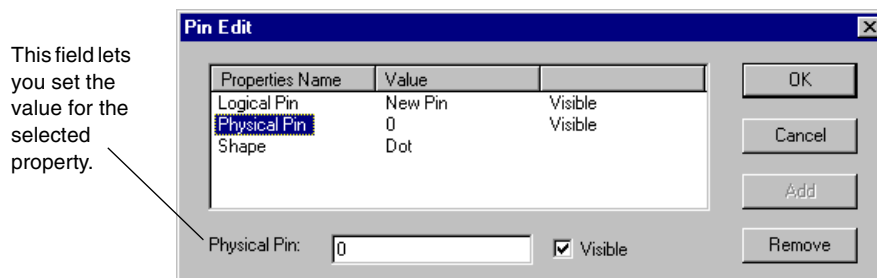 Pin Edit
This field lets
you set the
value for the
selected
property.
Properties Name Value
Logical Pin New Pin Visible
Physical Pin 0 Visible
Shape Dot
OK
Cancel
Add
Remove
Physical Pin: 0 Visible